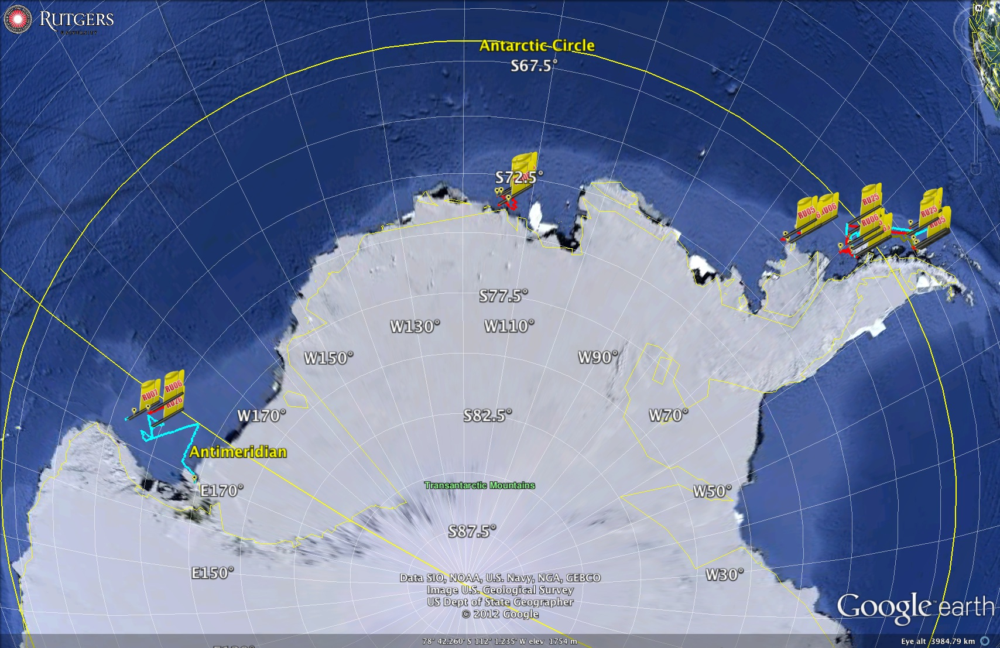 RUTGERS
UNIVERSITY
N
Antarctic Circle
S67.5°
S72.5°
RU25
RU05
RU06
RU25
RU06
RU05
S77.5°
W130°
W110°
W150°
W90°
RU06
RU07
RU26
W170°
S82.5°
W70°
Antimeridian
Transantarctic Mountains
E170°
W50°
S87.5°
E150°
W30°
Data SIO, NOAA, U.S. Navy, NGA, GEBCO
Image U.S. Geological Survey
US Dept of State Geographer
© 2012 Google
Google earth
78° 42.260' S 112° 1.235' W elev 1754 m
Eye alt 3984.79 km